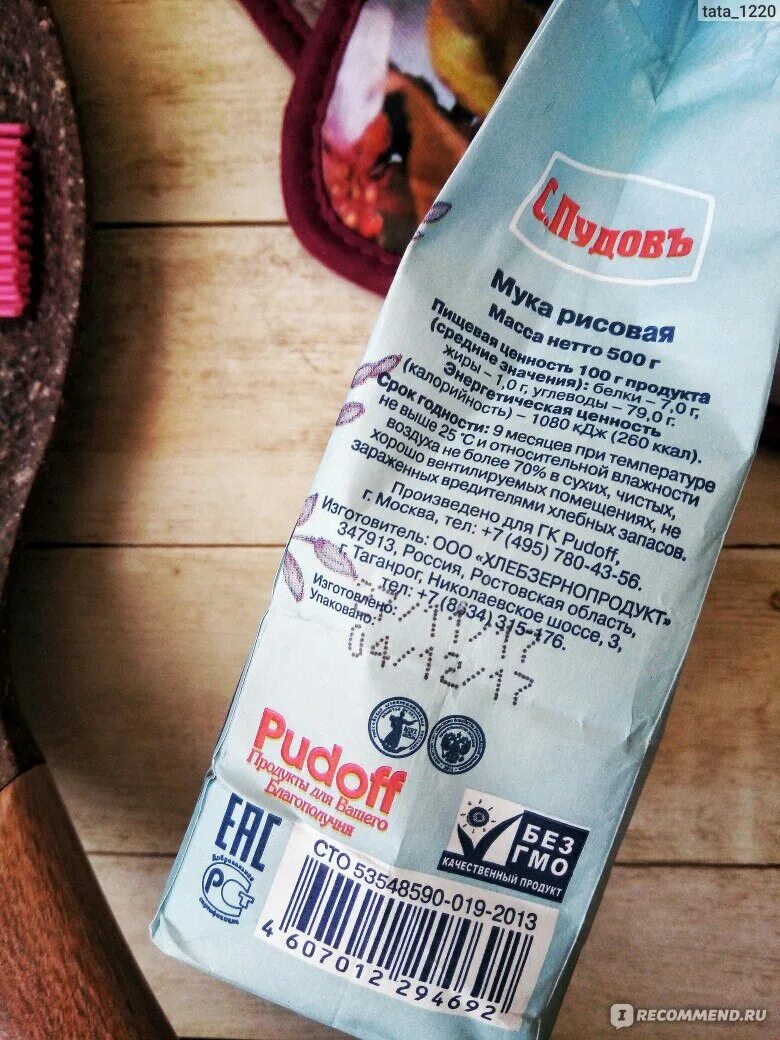 tata_1220
С.ПУДОВЪ
Мука рисовая
Масса нетто 500 г
Пищевая ценность 100 г продукта
(средние значения): белки – 7,0 г,
жиры – 1,0 г, углеводы – 79,0 г.
Энергетическая ценность
(калорийность) – 1080 кДж (260 ккал).
Срок годности: 9 месяцев при температуре
не выше 25 °С и относительной влажности
воздуха не более 70% в сухих, чистых,
хорошо вентилируемых помещениях, не
зараженных вредителями хлебных запасов.
Произведено для ГК Pudoff,
г. Москва, тел: +7 (495) 780-43-56.
Изготовитель: ООО «ХЛЕБЗЕРНОПРОДУКТ»
347913, Россия, Ростовская область,
г. Таганрог, Николаевское шоссе, 3,
тел: +7 (8634) 315-176.
Изготовлено:
Упаковано:
04/12/17
Pudoff
Продукты для Вашего
Благополучия
EAC
Добровольная
РСТ
сертификация
БЕЗ
ГМО
КАЧЕСТВЕННЫЙ ПРОДУКТ
СТО 53548590-019-2013
4 607012 294692
IRECOMMEND.RU